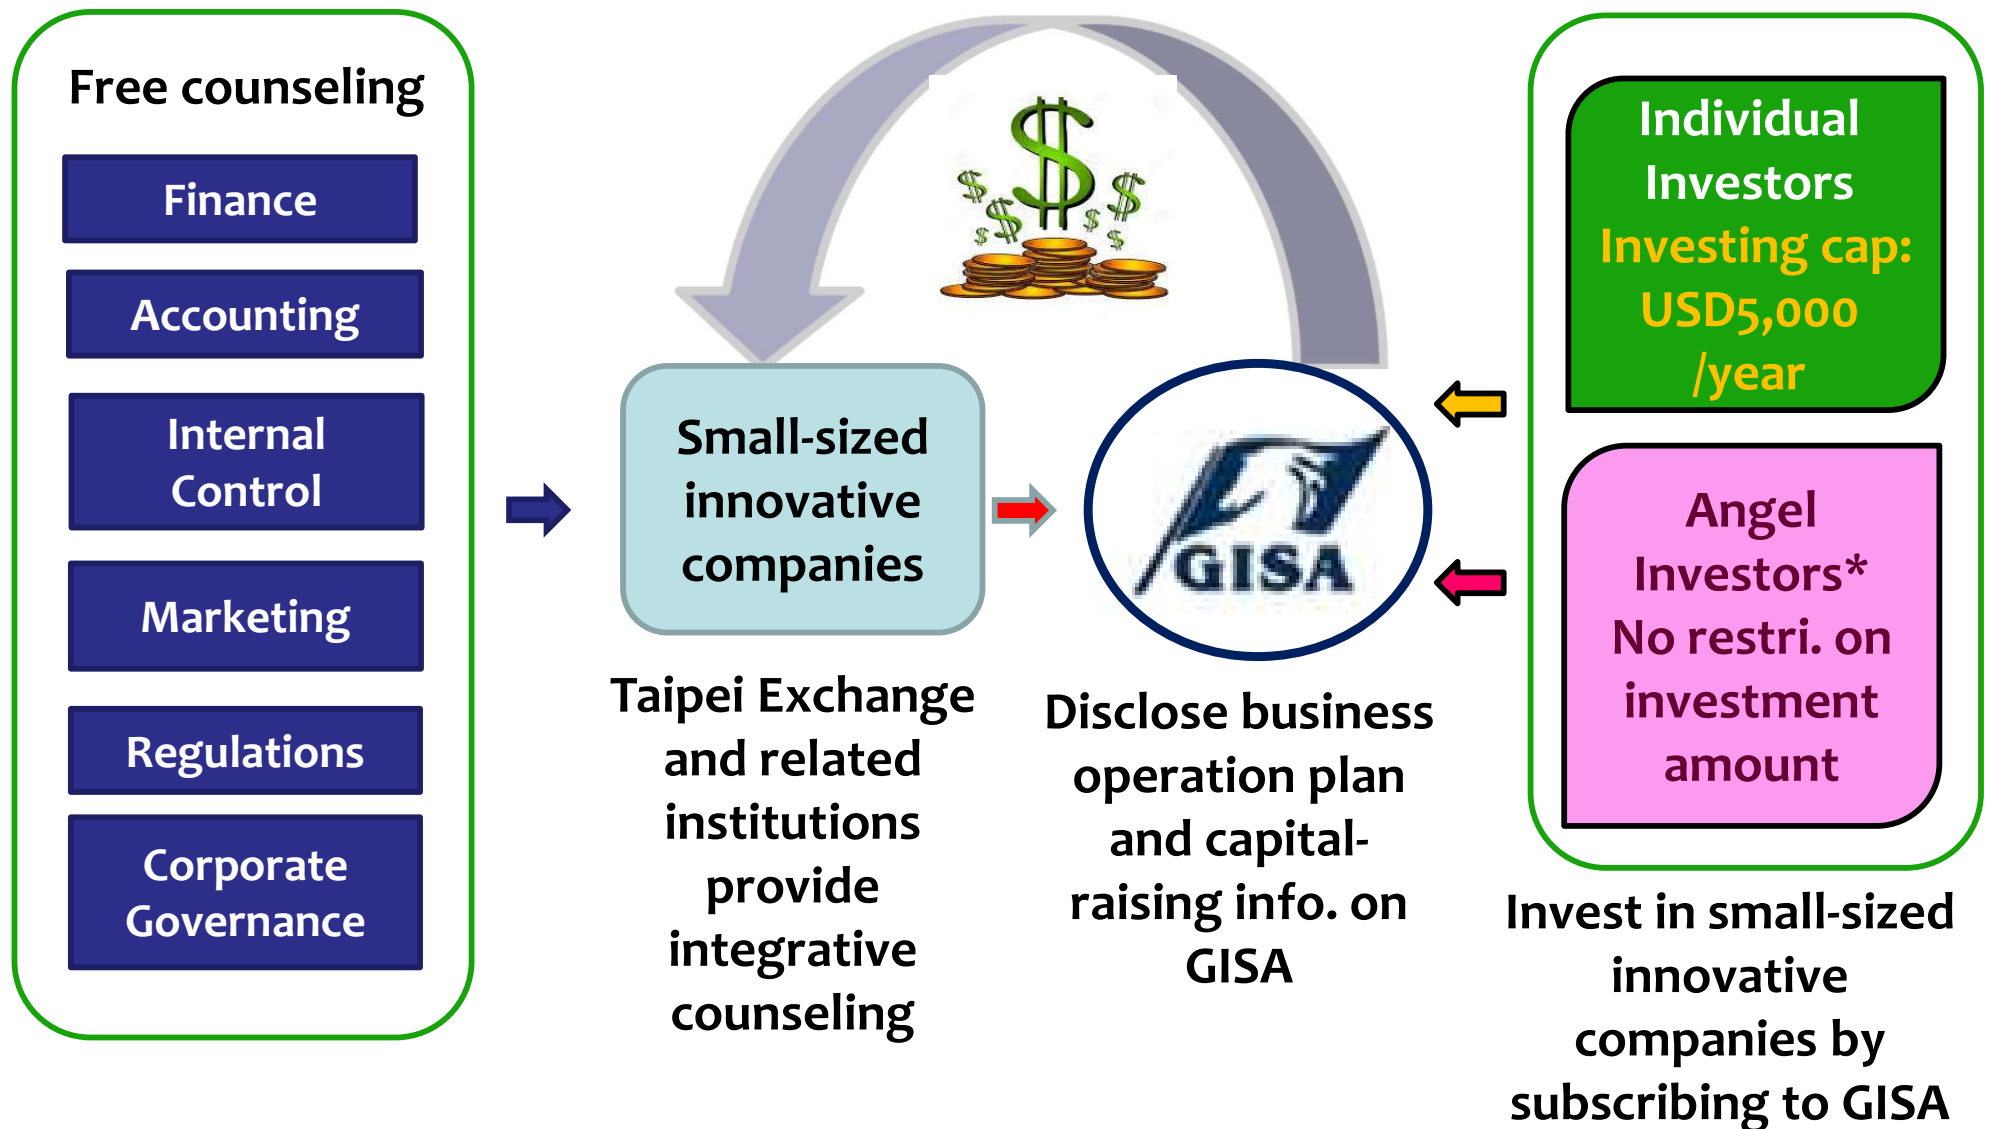 Free counseling
Finance
Accounting
Internal
Control
Marketing
Regulations
Corporate
Governance
Small-sized
innovative
companies
Taipei Exchange
and related
institutions
provide
integrative
counseling
GISA
Disclose business
operation plan
and capital-
raising info. on
GISA
Individual
Investors
Investing cap:
USD5,000
/year
Angel
Investors*
No restri. on
investment
amount
Invest in small-sized
innovative
companies by
subscribing to GISA